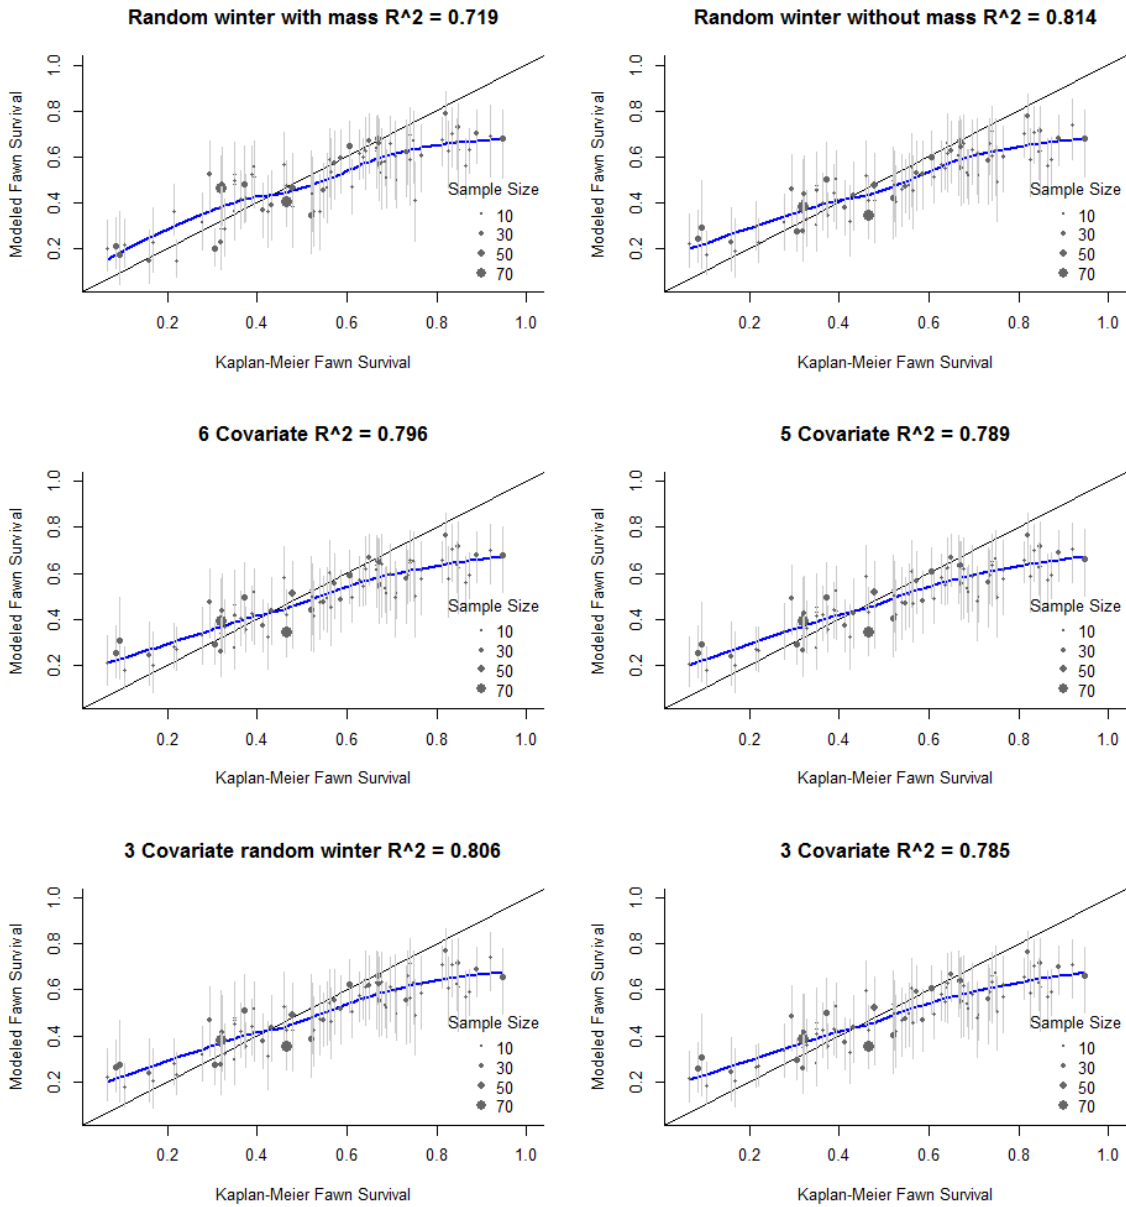 Random winter with mass R^2 = 0.719
Modeled Fawn Survival
1.0
0.8
0.6
0.4
0.2
Sample Size
10
30
50
70
0.2 0.4 0.6 0.8 1.0
Kaplan-Meier Fawn Survival
Random winter without mass R^2 = 0.814
Modeled Fawn Survival
1.0
0.8
0.6
0.4
0.2
Sample Size
10
30
50
70
0.2 0.4 0.6 0.8 1.0
Kaplan-Meier Fawn Survival
6 Covariate R^2 = 0.796
Modeled Fawn Survival
1.0
0.8
0.6
0.4
0.2
Sample Size
10
30
50
70
0.2 0.4 0.6 0.8 1.0
Kaplan-Meier Fawn Survival
5 Covariate R^2 = 0.789
Modeled Fawn Survival
1.0
0.8
0.6
0.4
0.2
Sample Size
10
30
50
70
0.2 0.4 0.6 0.8 1.0
Kaplan-Meier Fawn Survival
3 Covariate random winter R^2 = 0.806
Modeled Fawn Survival
1.0
0.8
0.6
0.4
0.2
Sample Size
10
30
50
70
0.2 0.4 0.6 0.8 1.0
Kaplan-Meier Fawn Survival
3 Covariate R^2 = 0.785
Modeled Fawn Survival
1.0
0.8
0.6
0.4
0.2
Sample Size
10
30
50
70
0.2 0.4 0.6 0.8 1.0
Kaplan-Meier Fawn Survival